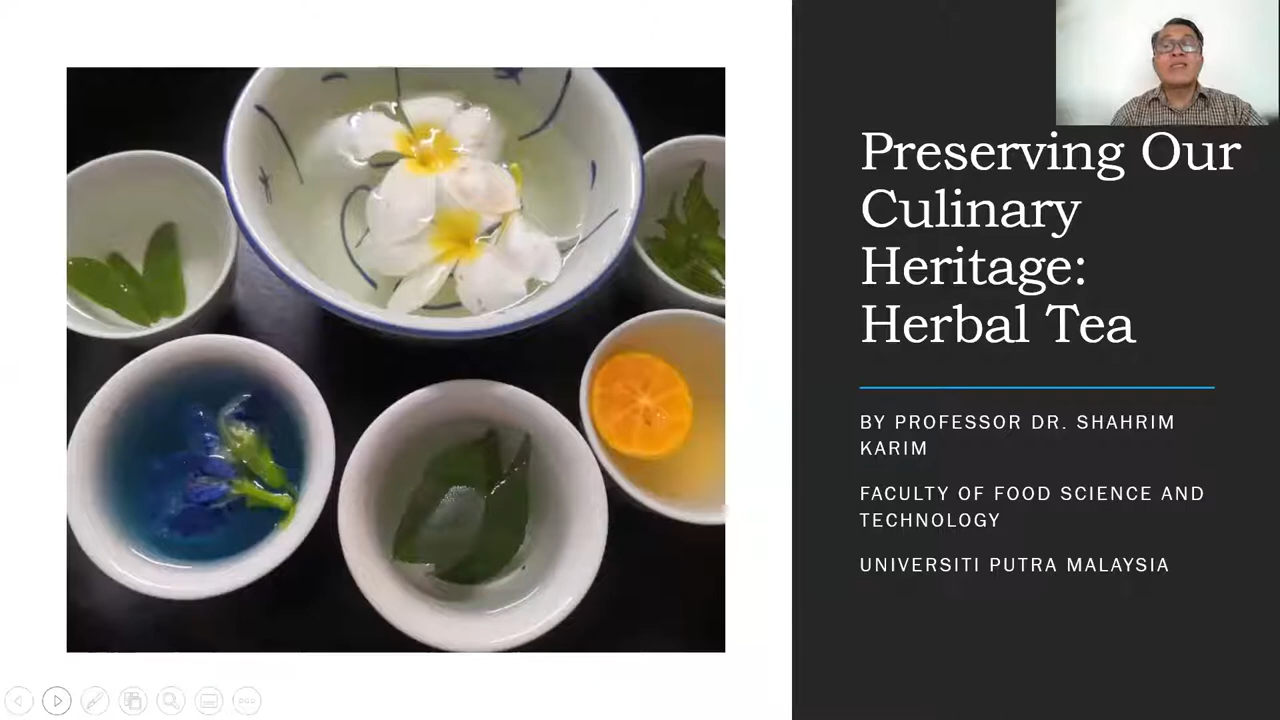 Preserving Our
Culinary
Heritage:
Herbal Tea
BY PROFESSOR DR. SHAHRIM
KARIM
FACULTY OF FOOD SCIENCE AND
TECHNOLOGY
UNIVERSITI PUTRA MALAYSIA